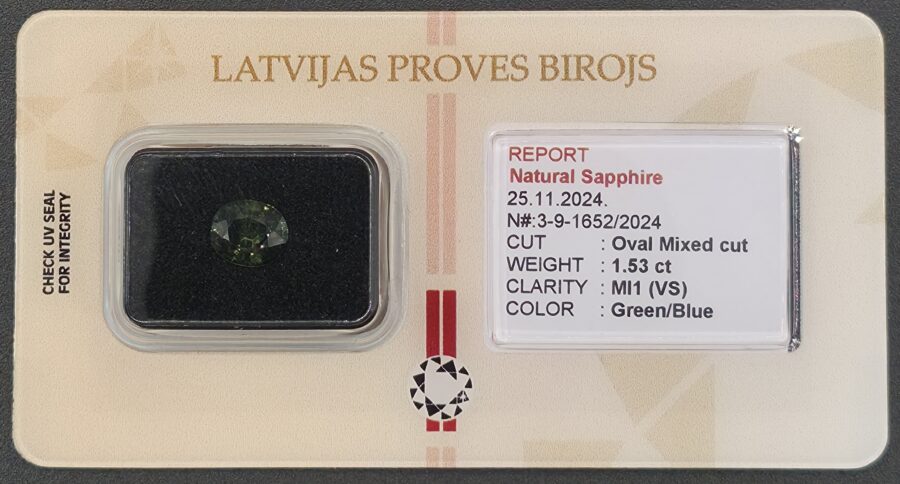 LATVIJAS PROVES BIROJS
CHECK UV SEAL
FOR INTEGRITY
REPORT
Natural Sapphire
25.11.2024.
N#:3-9-1652/2024
CUT : Oval Mixed cut
WEIGHT : 1.53 ct
CLARITY : MI1 (VS)
COLOR : Green/Blue